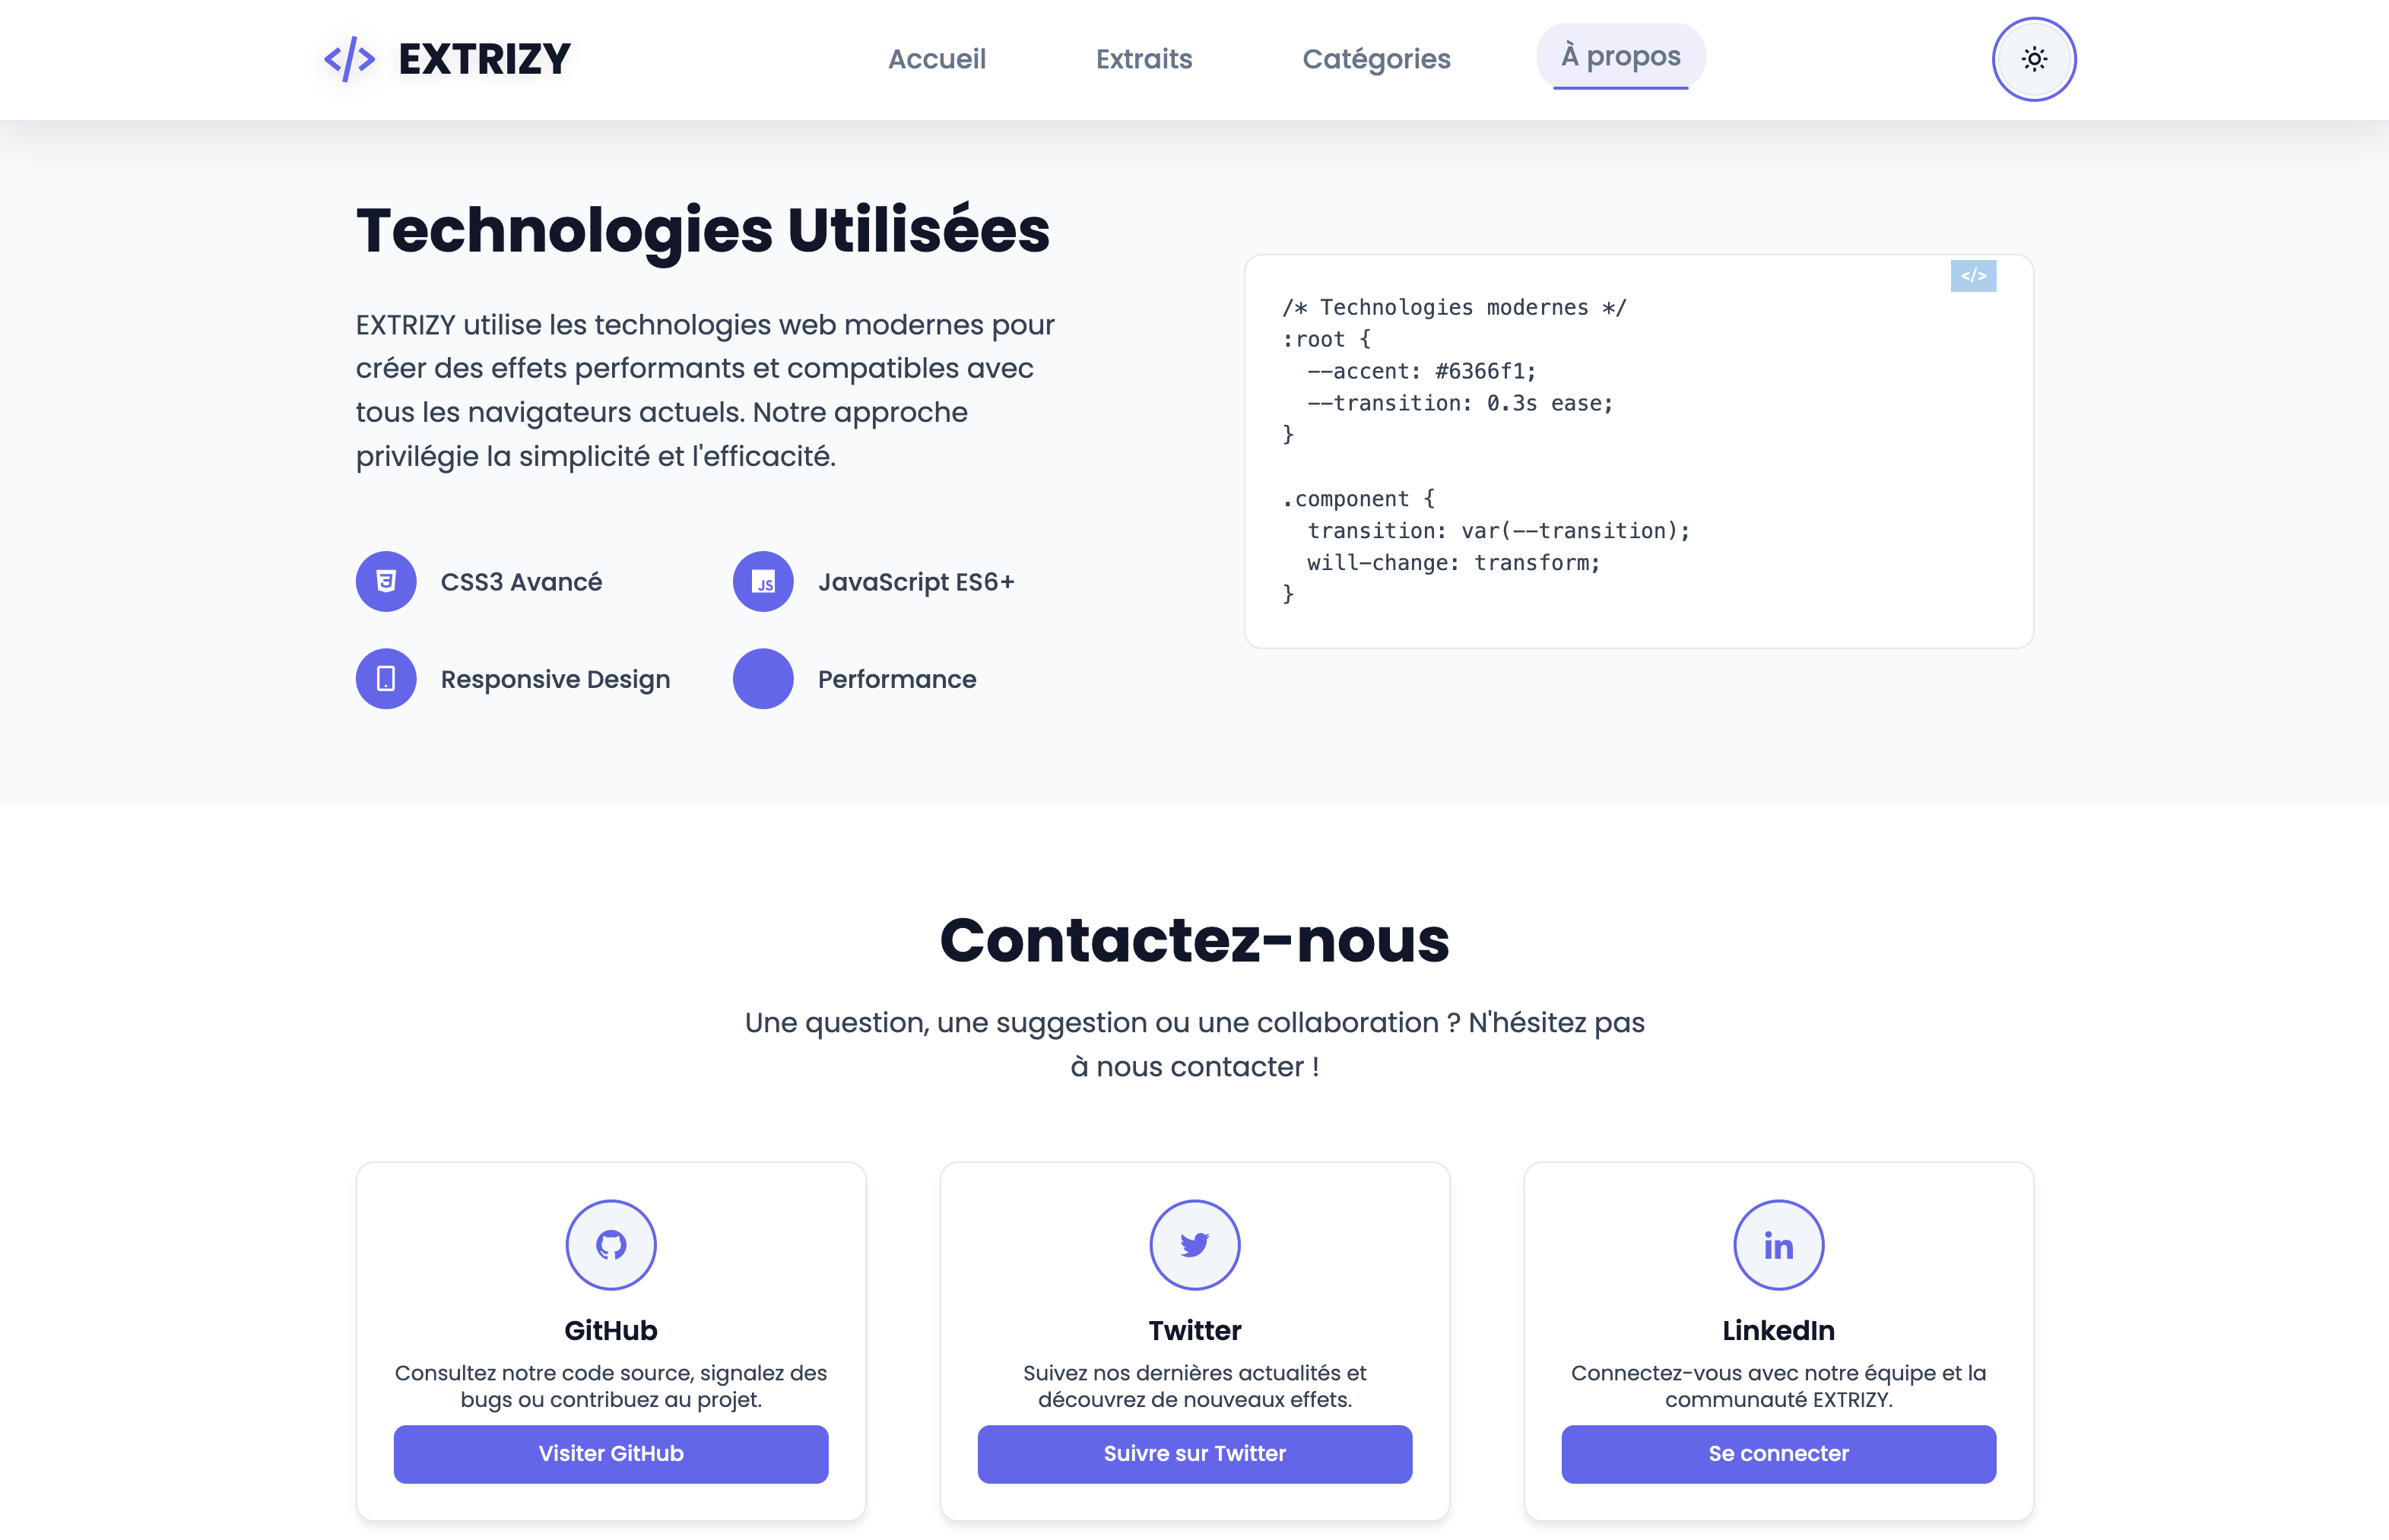 </> EXTRIZY
Accueil
Extraits
Catégories
À propos
Technologies Utilisées
EXTRIZY utilise les technologies web modernes pour
créer des effets performants et compatibles avec
tous les navigateurs actuels. Notre approche
privilégie la simplicité et l'efficacité.
CSS3 Avancé
JS
JavaScript ES6+
Responsive Design
Performance
</>
/* Technologies modernes */
:root {
  --accent: #6366f1;
  --transition: 0.3s ease;
}
.component {
  transition: var(--transition);
  will-change: transform;
}
Contactez-nous
Une question, une suggestion ou une collaboration ? N'hésitez pas
à nous contacter !
GitHub
Consultez notre code source, signalez des
bugs ou contribuez au projet.
Visiter GitHub
Twitter
Suivez nos dernières actualités et
découvrez de nouveaux effets.
Suivre sur Twitter
in
LinkedIn
Connectez-vous avec notre équipe et la
communauté EXTRIZY.
Se connecter